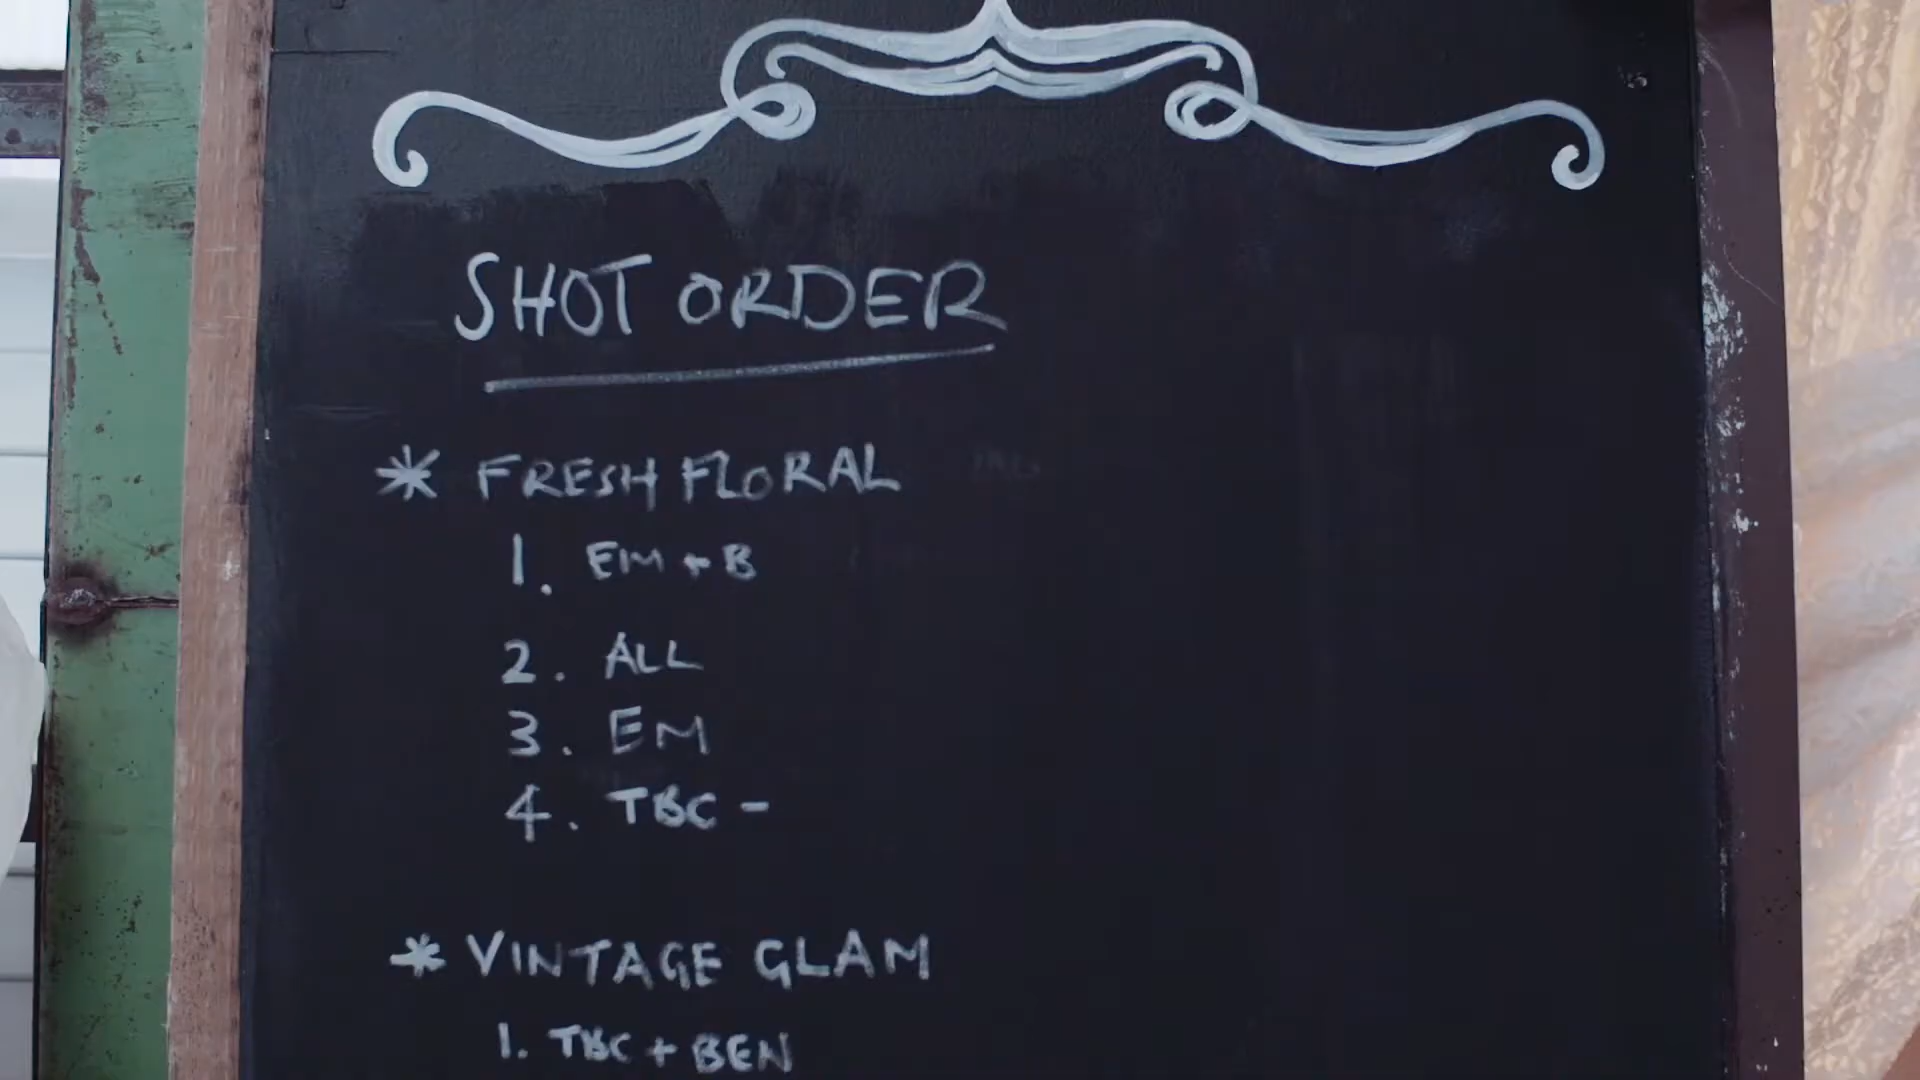 SHOT ORDER
* FRESH FLORAL
1. EM + B
2. ALL
3. EM
4. TBC -
* VINTAGE GLAM
1. TBC + BEN